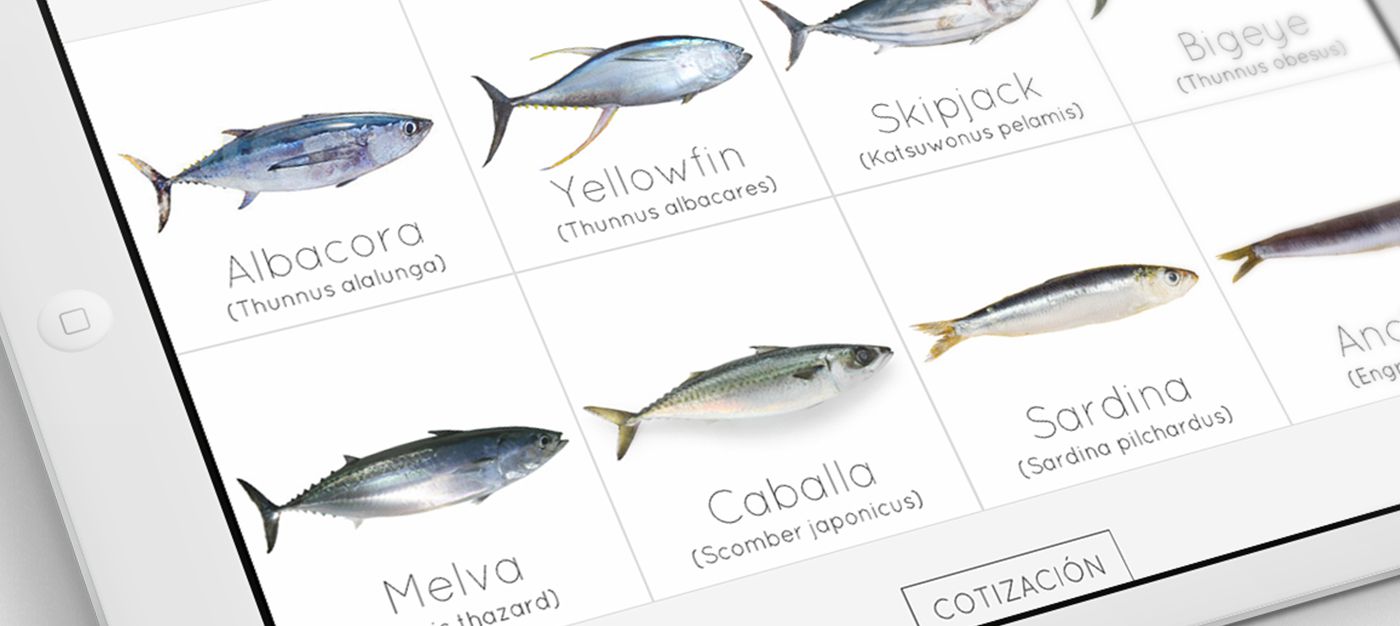 Albacora
(Thunnus alalunga)
Yellowfin
(Thunnus albacares)
Skipjack
(Katsuwonus pelamis)
Bigeye
(Thunnus obesus)
Melva
thazard)
Caballa
(Scomber japonicus)
Sardina
(Sardina pilchardus)
COTIZACIÓN